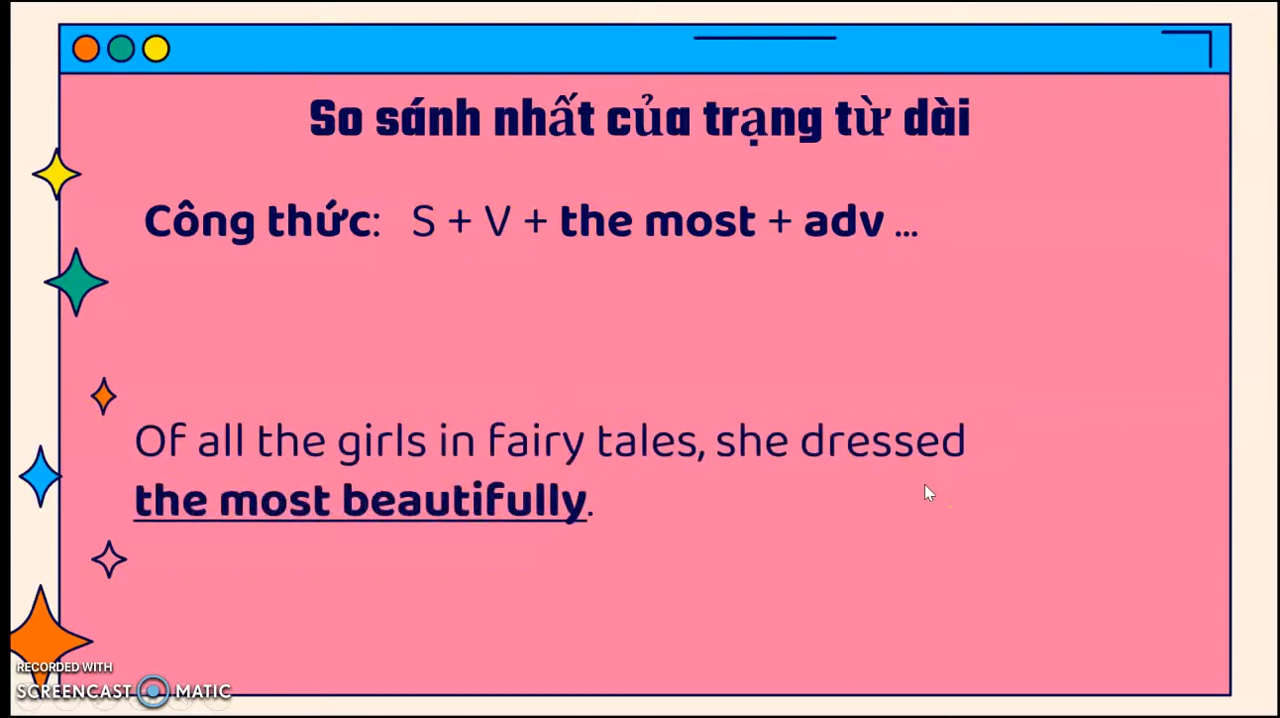 So sánh nhất của trạng từ dài
Công thức: S + V + the most + adv ...
Of all the girls in fairy tales, she dressed
the most beautifully.
RECORDED WITH
SCREENCAST MATIC